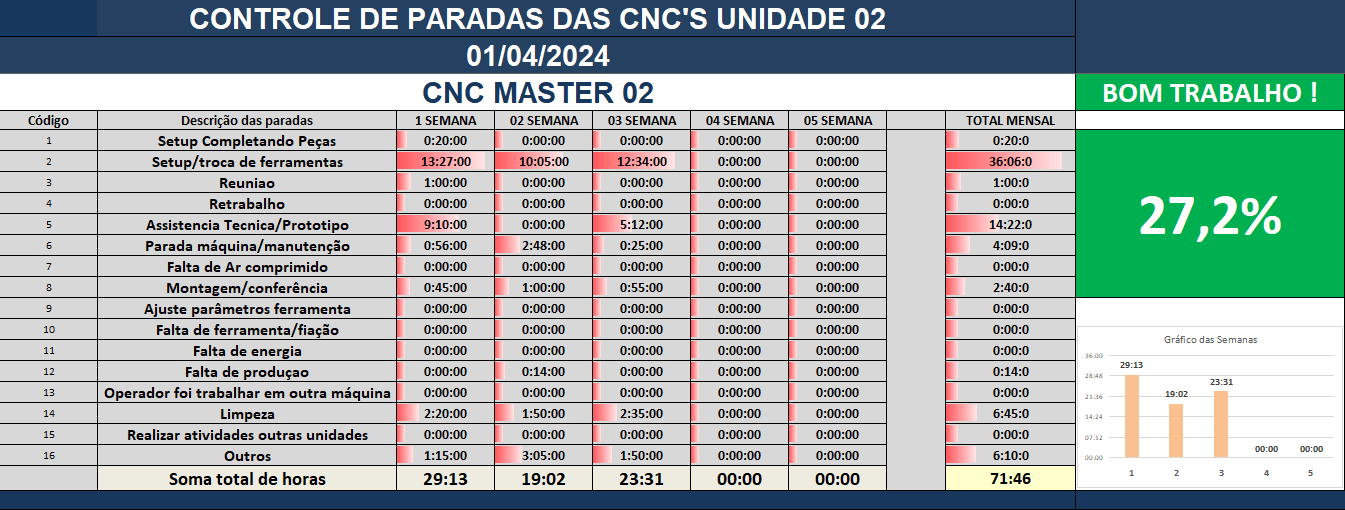 CONTROLE DE PARADAS DAS CNC'S UNIDADE 02
01/04/2024
CNC MASTER 02
BOM TRABALHO !
Código Descrição das paradas 1 SEMANA 02 SEMANA 03 SEMANA 04 SEMANA 05 SEMANA TOTAL MENSAL
1 Setup Completando Peças 0:20:00 0:00:00 0:00:00 0:00:00 0:00:00 0:20:0
2 Setup/troca de ferramentas 13:27:00 10:05:00 12:34:00 0:00:00 0:00:00 36:06:0
3 Reuniao 1:00:00 0:00:00 0:00:00 0:00:00 0:00:00 1:00:0
4 Retrabalho 0:00:00 0:00:00 0:00:00 0:00:00 0:00:00 0:00:0
5 Assistencia Tecnica/Prototipo 9:10:00 0:00:00 5:12:00 0:00:00 0:00:00 14:22:0
6 Parada máquina/manutenção 0:56:00 2:48:00 0:25:00 0:00:00 0:00:00 4:09:0
7 Falta de Ar comprimido 0:00:00 0:00:00 0:00:00 0:00:00 0:00:00 0:00:0
8 Montagem/conferência 0:45:00 1:00:00 0:55:00 0:00:00 0:00:00 2:40:0
9 Ajuste parâmetros ferramenta 0:00:00 0:00:00 0:00:00 0:00:00 0:00:00 0:00:0
10 Falta de ferramenta/fiação 0:00:00 0:00:00 0:00:00 0:00:00 0:00:00 0:00:0
11 Falta de energia 0:00:00 0:00:00 0:00:00 0:00:00 0:00:00 0:00:0
12 Falta de produçao 0:00:00 0:14:00 0:00:00 0:00:00 0:00:00 0:14:0
13 Operador foi trabalhar em outra máquina 0:00:00 0:00:00 0:00:00 0:00:00 0:00:00 0:00:0
14 Limpeza 2:20:00 1:50:00 2:35:00 0:00:00 0:00:00 6:45:0
15 Realizar atividades outras unidades 0:00:00 0:00:00 0:00:00 0:00:00 0:00:00 0:00:0
16 Outros 1:15:00 3:05:00 1:50:00 0:00:00 0:00:00 6:10:0
Soma total de horas 29:13 19:02 23:31 00:00 00:00 71:46
27,2%
Gráfico das Semanas
36:00
28:48
21:36
14:24
07:12
00:00
29:13 19:02 23:31 00:00 00:00
1 2 3 4 5